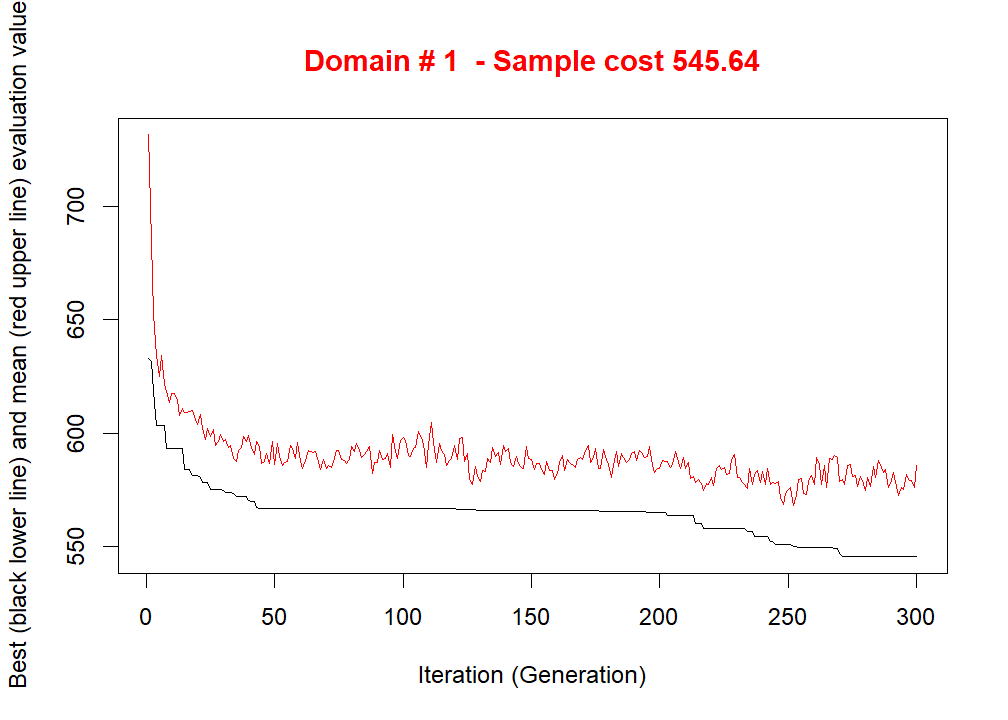 Domain # 1  - Sample cost 545.64
Best (black lower line) and mean (red upper line) evaluation value
700
650
600
550
0 50 100 150 200 250 300
Iteration (Generation)